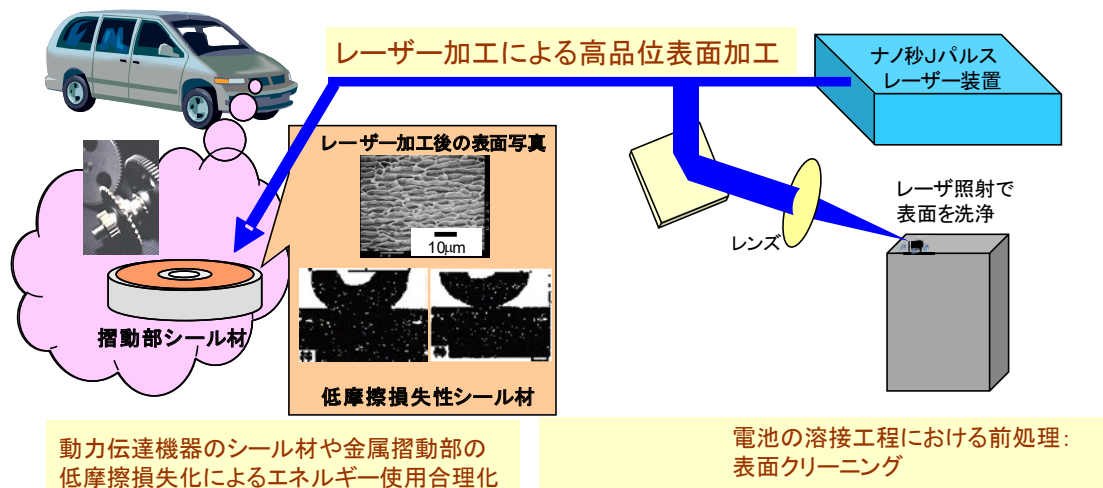 レーザー加工による高品位表面加工
ナノ秒Jパルス
レーザー装置
レーザー加工後の表面写真
10μm
レンズ
レーザ照射で
表面を洗浄
摺動部シール材
低摩擦損失性シール材
動力伝達機器のシール材や金属摺動部の
低摩擦損失化によるエネルギー使用合理化
電池の溶接工程における前処理：
表面クリーニング